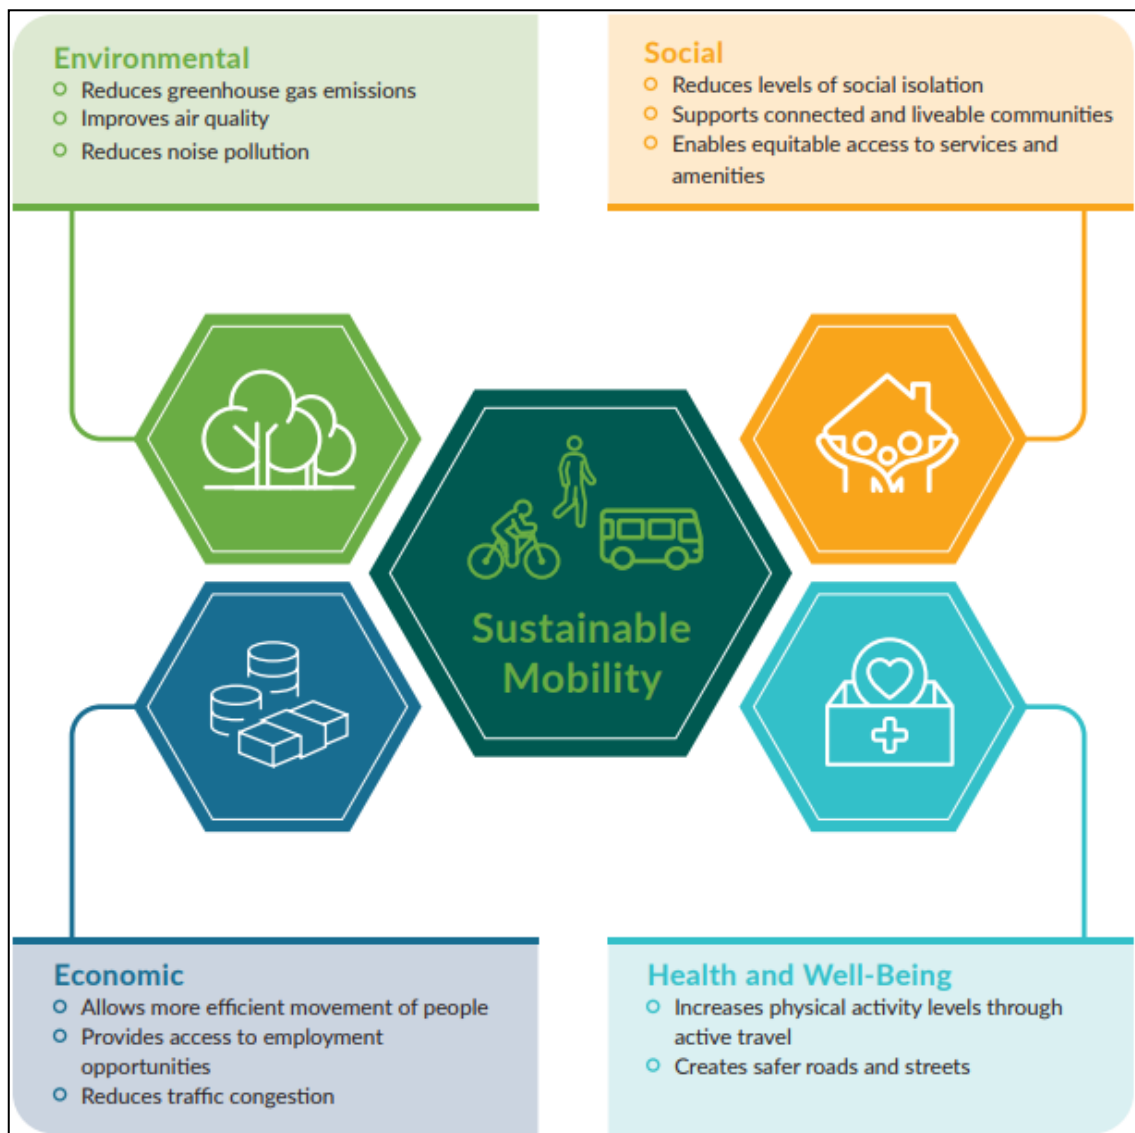 Environmental
Reduces greenhouse gas emissions
Improves air quality
Reduces noise pollution
Social
Reduces levels of social isolation
Supports connected and liveable communities
Enables equitable access to services and
amenities
Sustainable
Mobility
Economic
Allows more efficient movement of people
Provides access to employment
opportunities
Reduces traffic congestion
Health and Well-Being
Increases physical activity levels through
active travel
Creates safer roads and streets